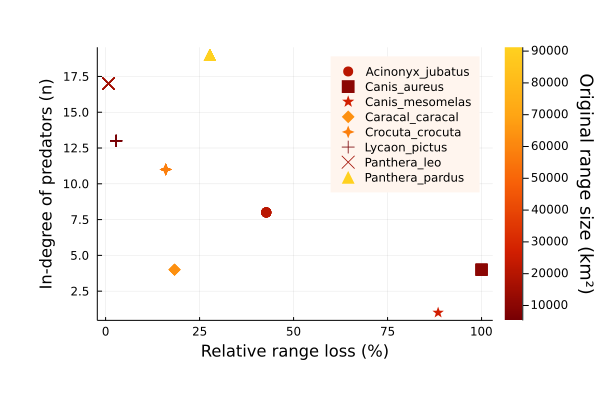 In-degree of predators (n)
17.5
15.0
12.5
10.0
7.5
5.0
2.5
0
25
50
75
100
Relative range loss (%)
Acinonyx_jubatus
Canis_aureus
Canis_mesomelas
Caracal_caracal
Crocuta_crocuta
Lycaon_pictus
Panthera_leo
Panthera_pardus
90000
80000
70000
60000
50000
40000
30000
20000
10000
Original range size (km²)